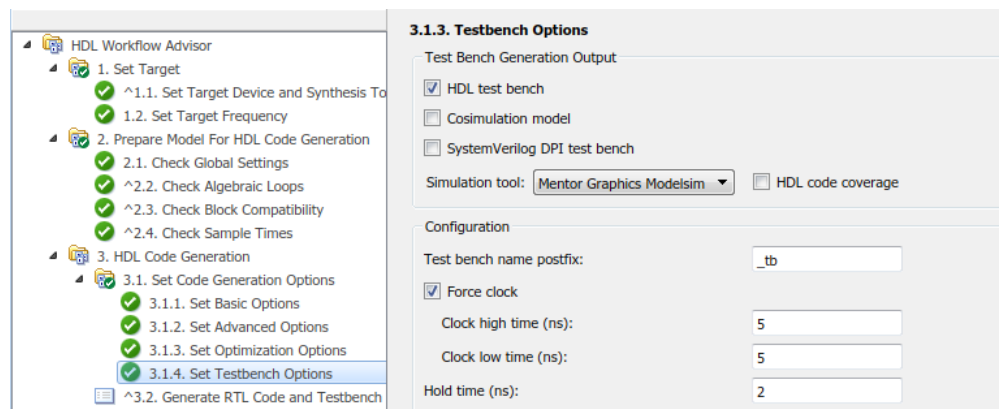 HDL Workflow Advisor
1. Set Target
^1.1. Set Target Device and Synthesis To
1.2. Set Target Frequency
2. Prepare Model For HDL Code Generation
2.1. Check Global Settings
^2.2. Check Algebraic Loops
^2.3. Check Block Compatibility
^2.4. Check Sample Times
3. HDL Code Generation
3.1. Set Code Generation Options
3.1.1. Set Basic Options
3.1.2. Set Advanced Options
3.1.3. Set Optimization Options
3.1.4. Set Testbench Options
^3.2. Generate RTL Code and Testbench
3.1.3. Testbench Options
Test Bench Generation Output
HDL test bench
Cosimulation model
SystemVerilog DPI test bench
Simulation tool: Mentor Graphics Modelsim HDL code coverage
Configuration
Test bench name postfix: _tb
Force clock
Clock high time (ns): 5
Clock low time (ns): 5
Hold time (ns): 2